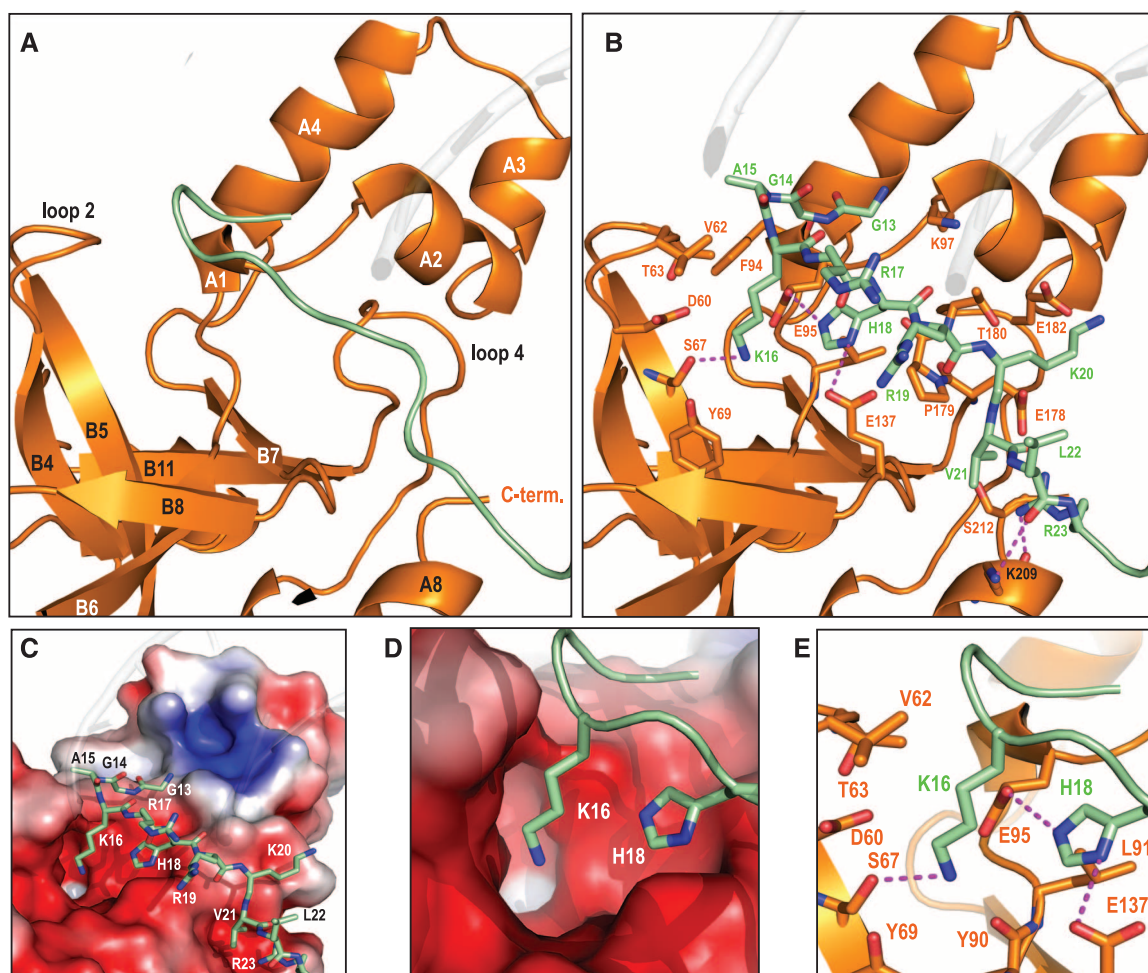 A
A4
A3
loop 2
A2
A1
loop 4
B5
B7
B4
B11
C-term.
B8
A8
B6
B
A15
G14
G13
V62
K97
T63
F94
R17
D60
E95
H18
T180
E182
S67
K16
K20
R19
P179
E178
Y69
E137
L22
V21
S212
R23
K209
C
A15
G14
G13
R17
K16
K20
H18
R19
V21
L22
R23
D
K16
H18
E
V62
K16
H18
T63
D60
E95
L91
S67
E137
Y69
Y90